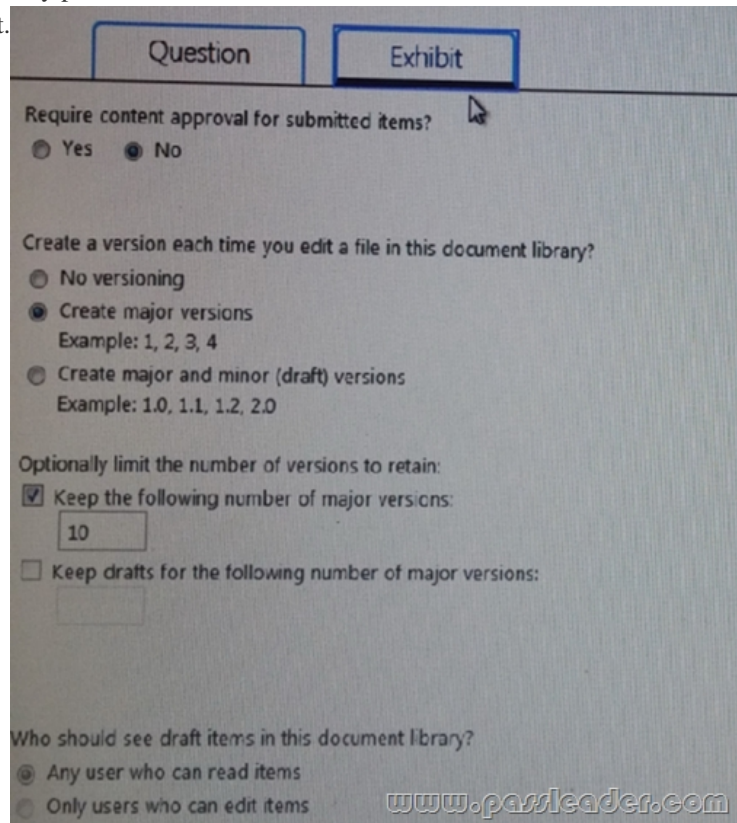 t.
Question
Exhibit
Require content approval for submitted items?
Yes No
Create a version each time you edit a file in this document library?
No versioning
Create major versions
Example: 1, 2, 3, 4
Create major and minor (draft) versions
Example: 1.0, 1.1, 1.2, 2.0
Optionally limit the number of versions to retain:
Keep the following number of major versions:
10
Keep drafts for the following number of major versions:
Who should see draft items in this document library?
Any user who can read items
Only users who can edit items
www.passleader.com